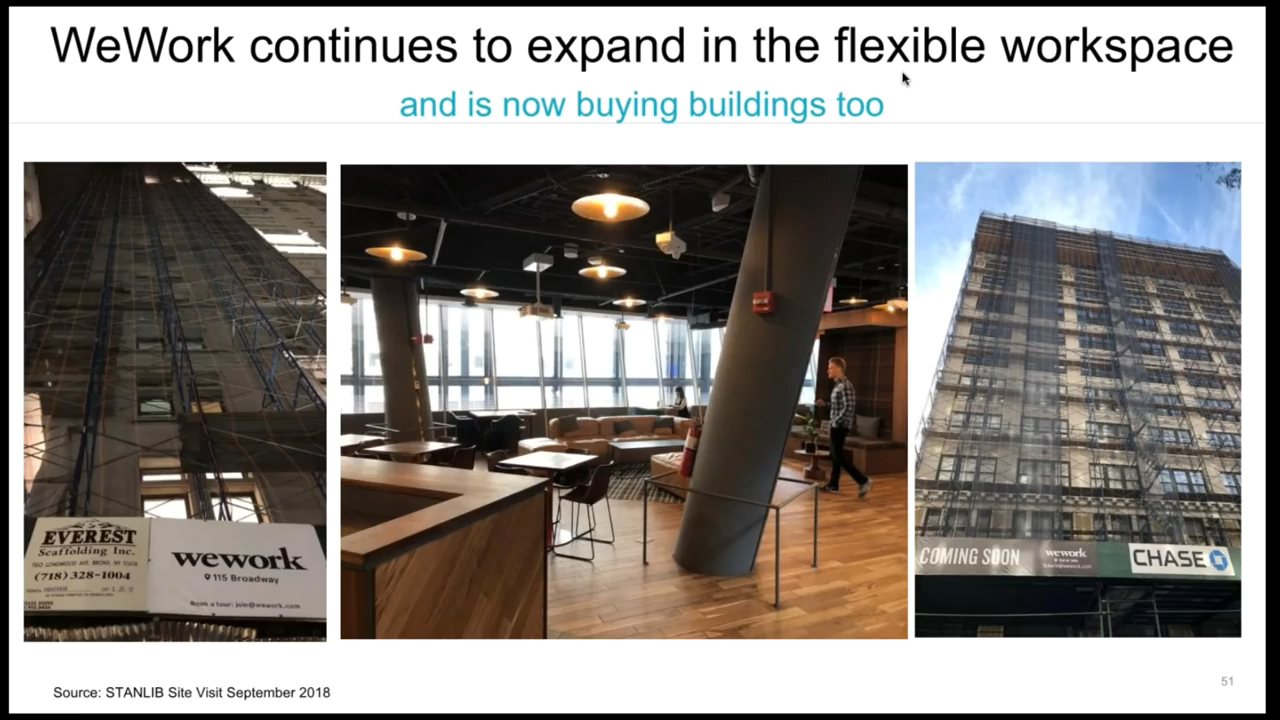 WeWork continues to expand in the flexible workspace
and is now buying buildings too
EVEREST
Scaffolding Inc.
(718) 328-1004
wework
115 Broadway
Book a tour: join@wework.com
COMING SOON
wework
CHASE
Source: STANLIB Site Visit September 2018
51